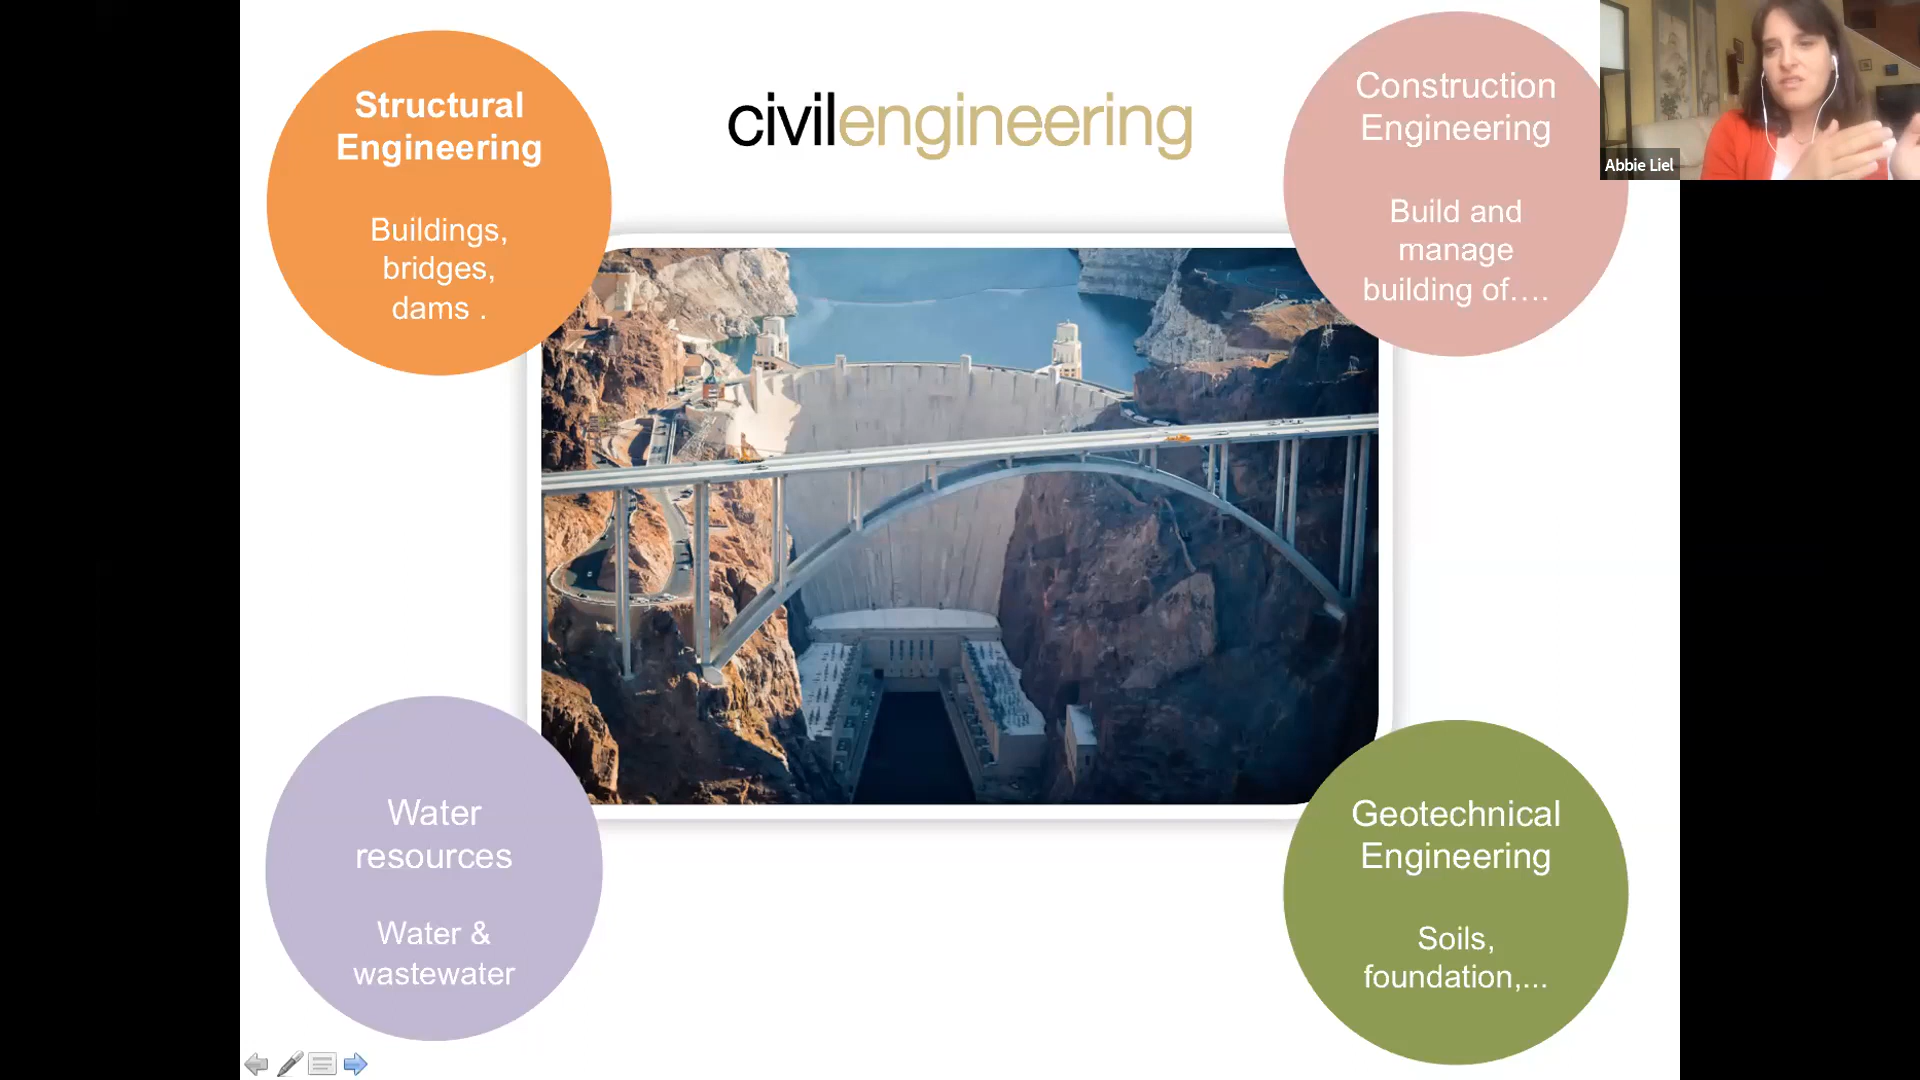 Structural
Engineering
Buildings,
bridges,
dams .
civilengineering
Construction
Engineering
Build and
manage
building of....
Abbie Liel
Water
resources
Water &
wastewater
Geotechnical
Engineering
Soils,
foundation,...